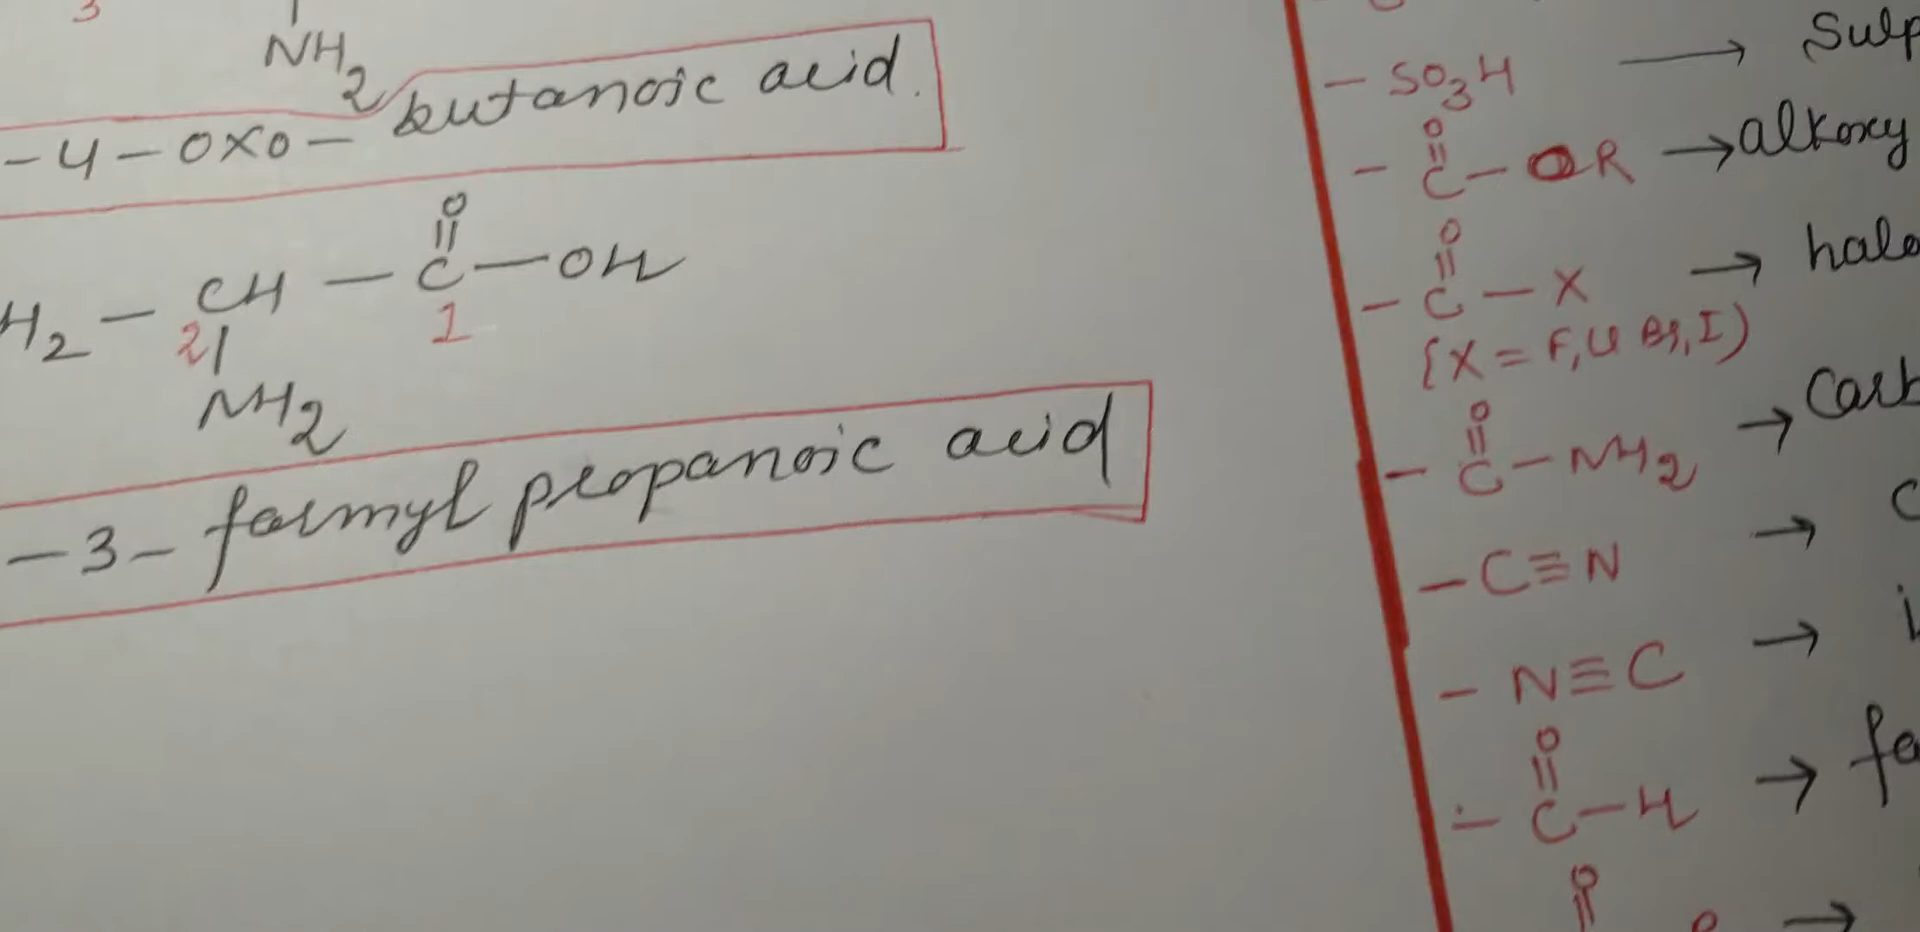 3
NH2
-4-oxo- butanoic acid.
O
||
H2 - CH - C - OH
2 | 1
NH2
-3- formyl propanoic acid
- SO3H → Sulp
O
||
- C - OR → alkoxy
O
||
- C - X → halo
{X = F, Cl Br, I)
O
||
- C - NH2 → Carb
- C≡N → C
- N≡C → i
O
||
- C - H → fo
O
||
→